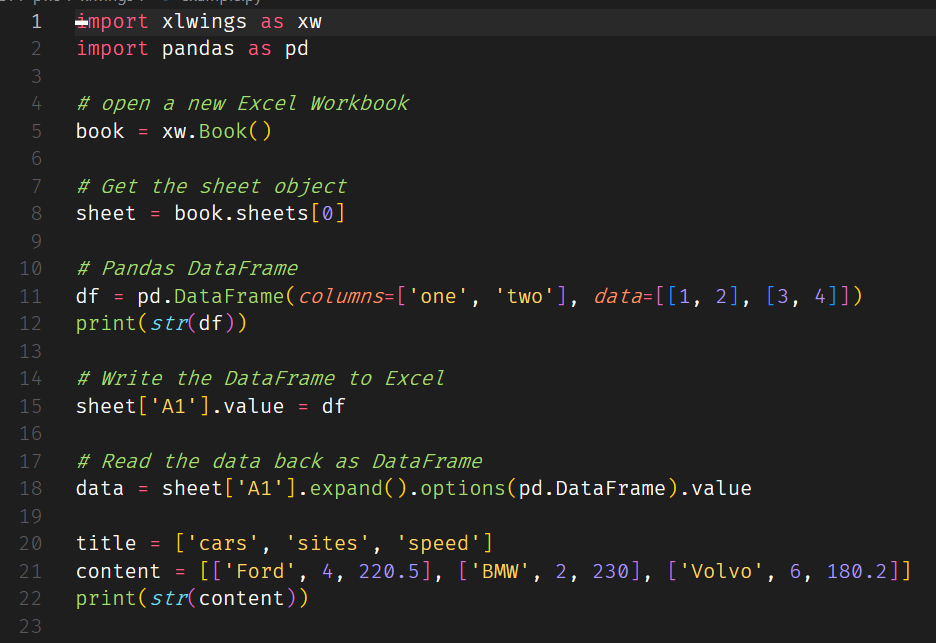 1 import xlwings as xw
2 import pandas as pd
3
4 # open a new Excel Workbook
5 book = xw.Book()
6
7 # Get the sheet object
8 sheet = book.sheets[0]
9
10 # Pandas DataFrame
11 df = pd.DataFrame(columns=['one', 'two'], data=[[1, 2], [3, 4]])
12 print(str(df))
13
14 # Write the DataFrame to Excel
15 sheet['A1'].value = df
16
17 # Read the data back as DataFrame
18 data = sheet['A1'].expand().options(pd.DataFrame).value
19
20 title = ['cars', 'sites', 'speed']
21 content = [['Ford', 4, 220.5], ['BMW', 2, 230], ['Volvo', 6, 180.2]]
22 print(str(content))
23